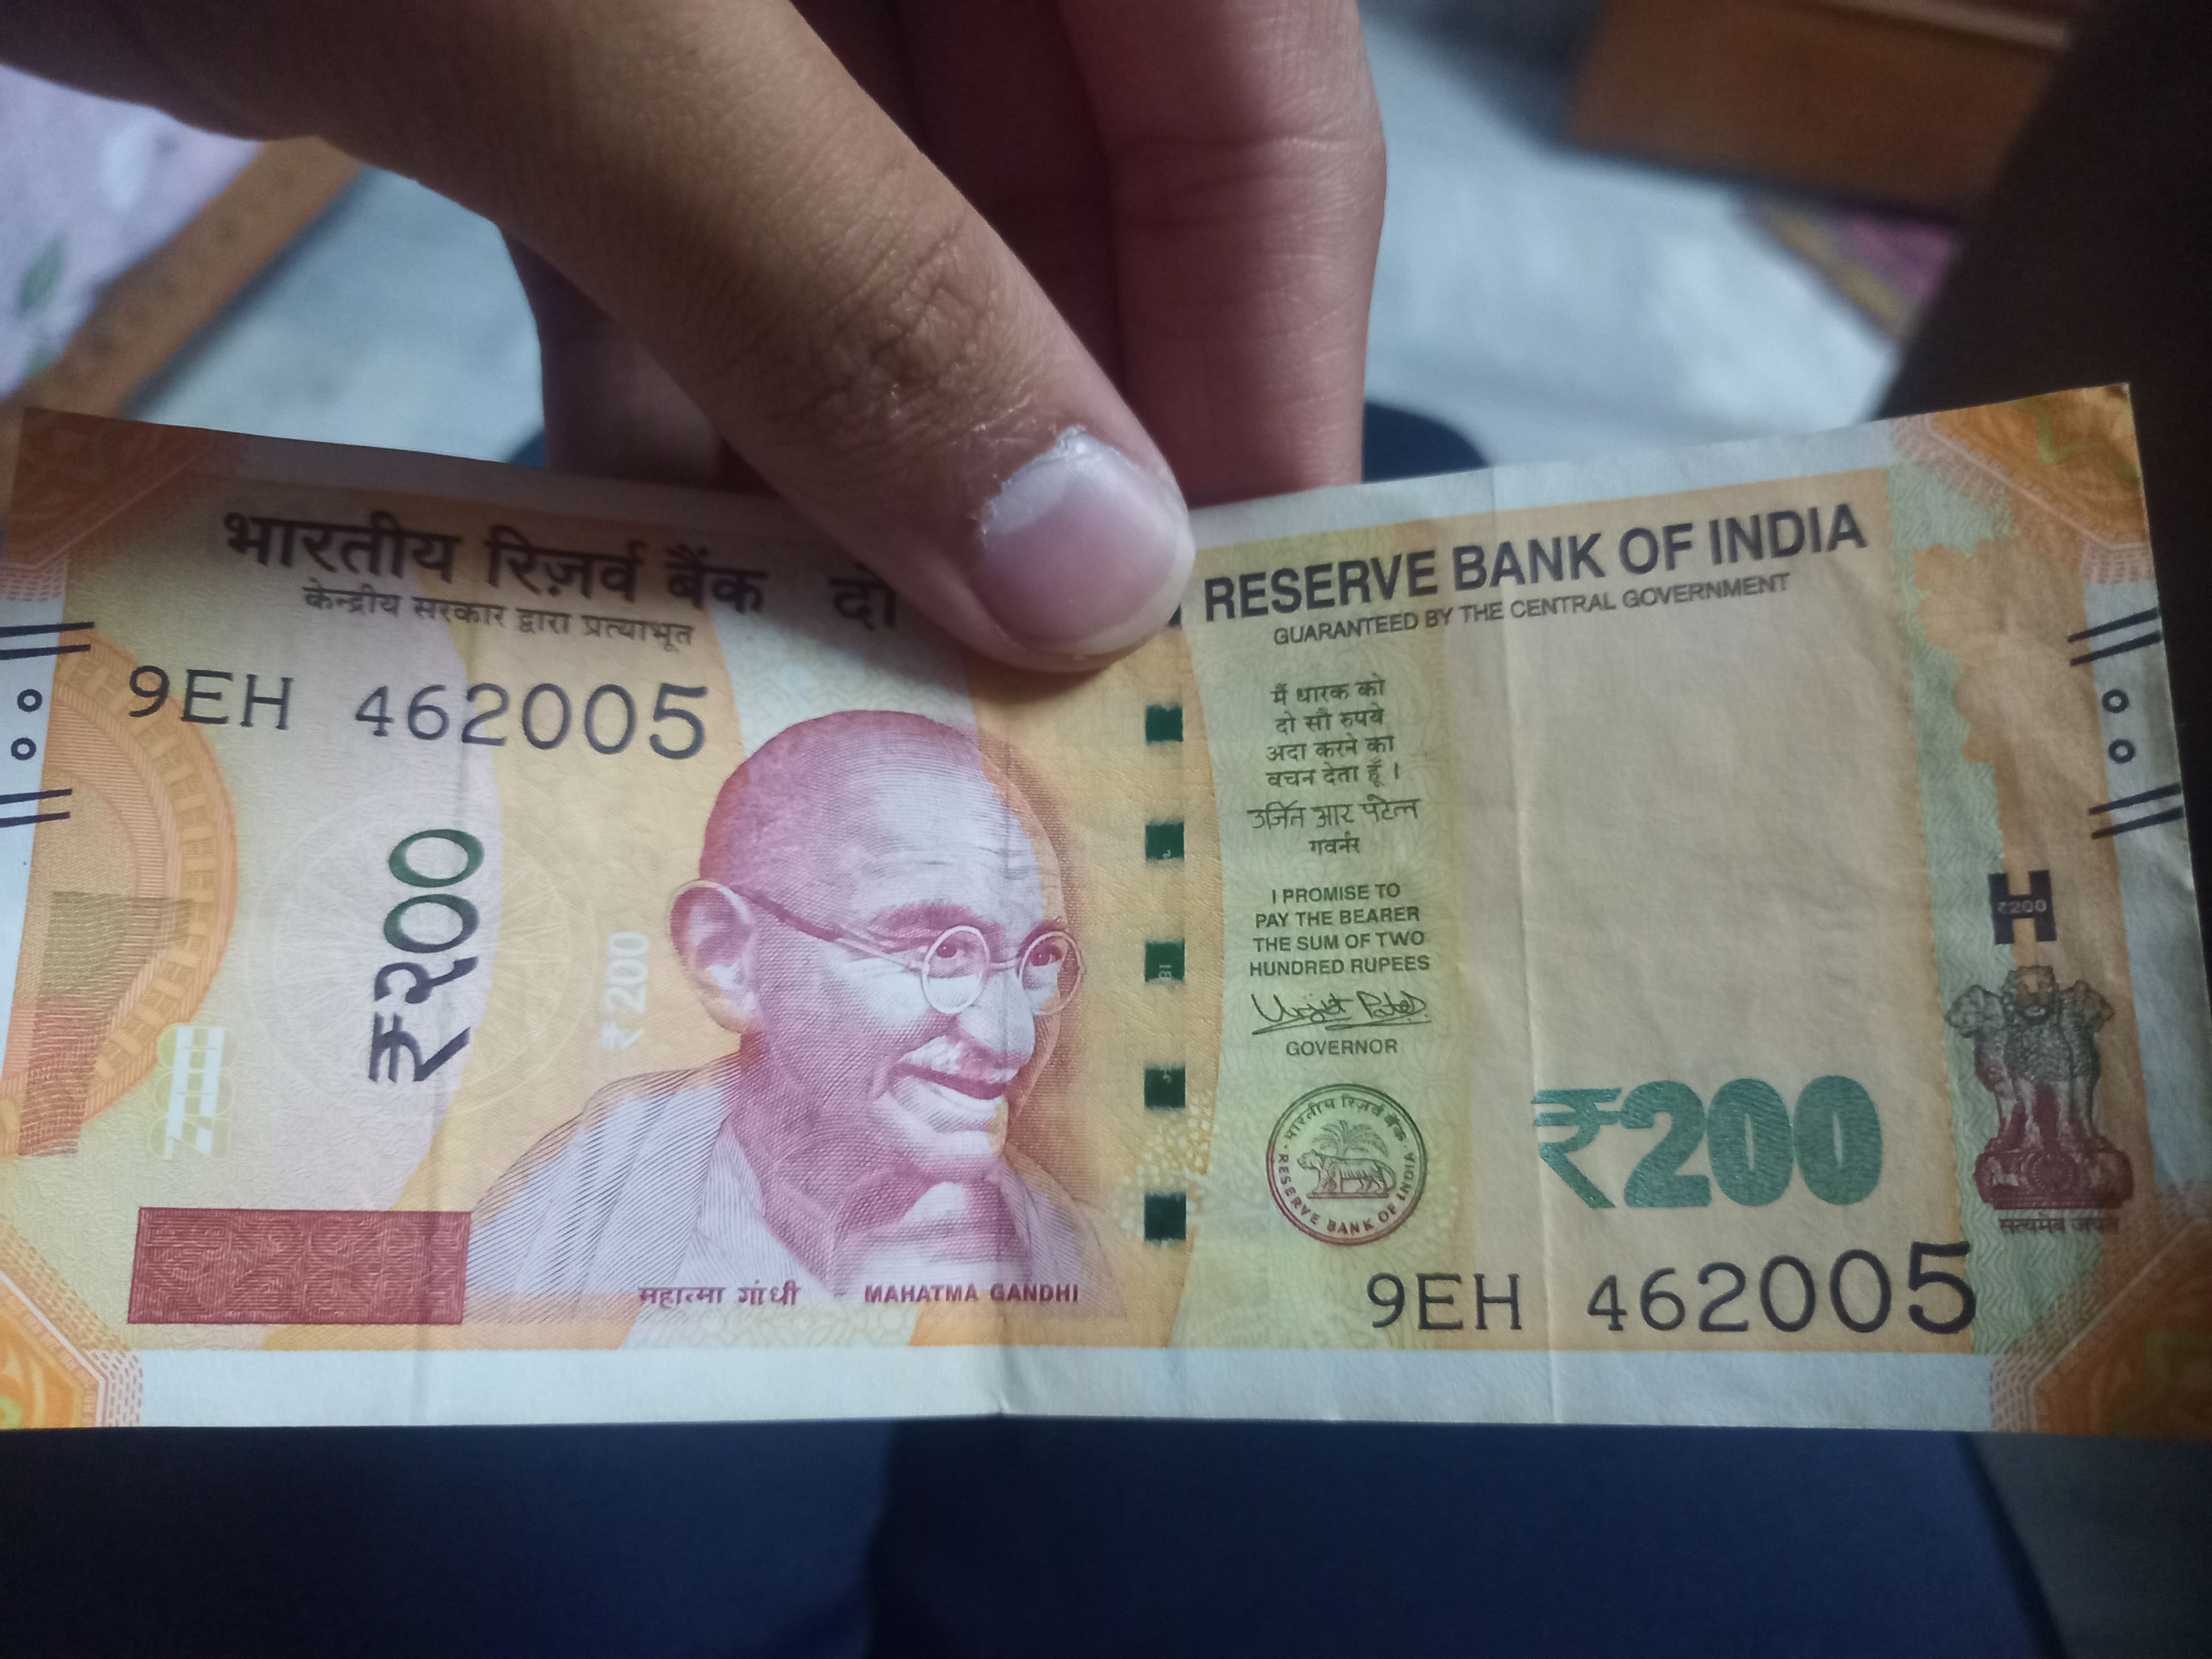 भारतीय रिज़र्व बैंक दो
केन्द्रीय सरकार द्वारा प्रत्याभूत
9EH 462005
₹२००
₹200
महात्मा गांधी MAHATMA GANDHI
RESERVE BANK OF INDIA
GUARANTEED BY THE CENTRAL GOVERNMENT
मैं धारक को
दो सौ रुपये
अदा करने का
वचन देता हूँ।
उर्जित आर पटेल
गवर्नर
I PROMISE TO
PAY THE BEARER
THE SUM OF TWO
HUNDRED RUPEES
Urjit Patel
GOVERNOR
भारतीय रिज़र्व बैंक
RESERVE BANK OF INDIA
₹200
₹200
सत्यमेव जयते
9EH 462005